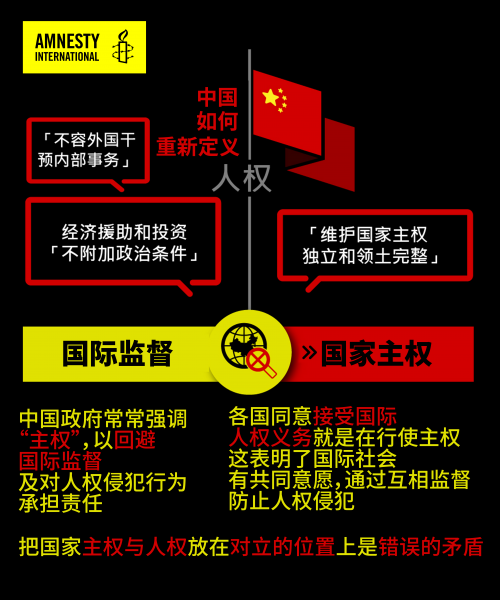 AMNESTY
INTERNATIONAL
中国
如何
重新定义
人权
「不容外国干
预内部事务」
经济援助和投资
「不附加政治条件」
「维护国家主权
独立和领土完整」
国际监督
»国家主权
中国政府常常强调
“主权”，以回避
国际监督
及对人权侵犯行为
承担责任
各国同意接受国际
人权义务就是在行使主权
这表明了国际社会
有共同意愿，通过互相监督
防止人权侵犯
把国家主权与人权放在对立的位置上是错误的矛盾